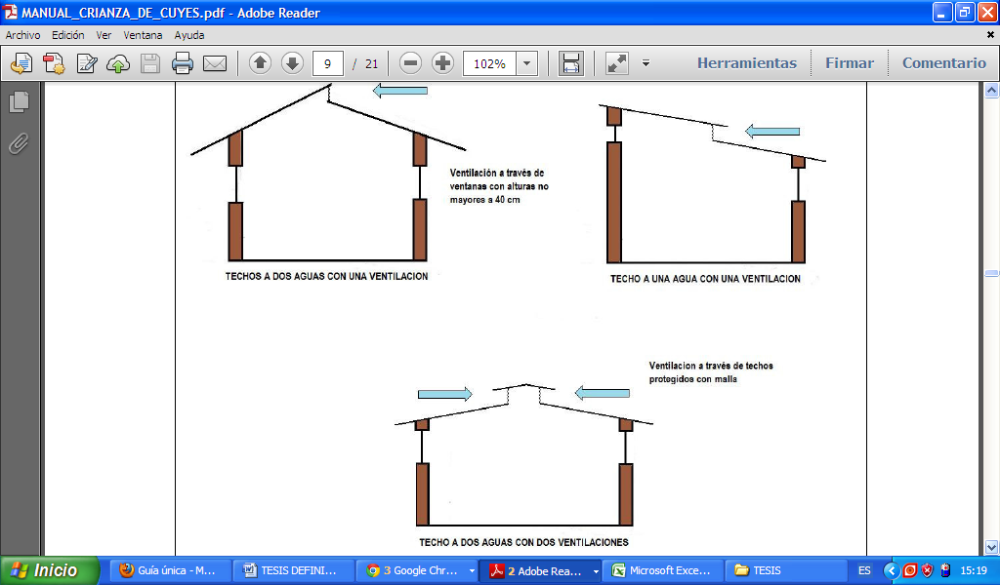 MANUAL_CRIANZA_DE_CUYES.pdf - Adobe Reader
Archivo Edición Ver Ventana Ayuda
9 / 21 102% Herramientas Firmar Comentario
Ventilación a través de
ventanas con alturas no
mayores a 40 cm
TECHOS A DOS AGUAS CON UNA VENTILACION
TECHO A UNA AGUA CON UNA VENTILACION
Ventilacion a través de techos
protegidos con malla
TECHO A DOS AGUAS CON DOS VENTILACIONES
Inicio Guía única - M... TESIS DEFINI... 3 Google Chr... 2 Adobe Rea... Microsoft Exce... TESIS ES 15:19